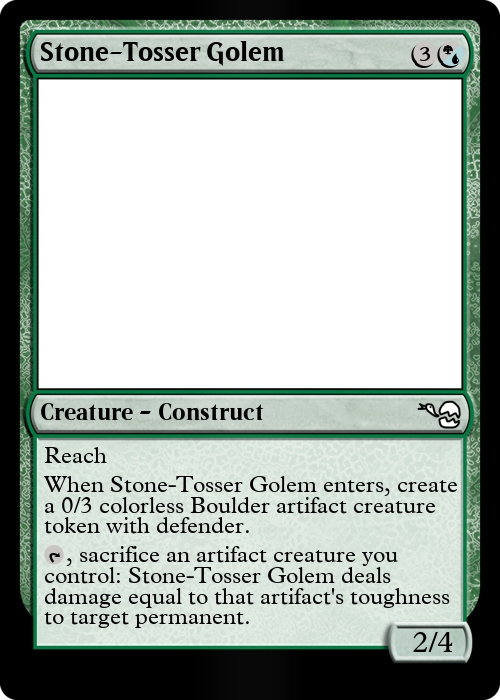 Stone-Tosser Golem 3
Creature - Construct
Reach
When Stone-Tosser Golem enters, create
a 0/3 colorless Boulder artifact creature
token with defender.
, sacrifice an artifact creature you
control: Stone-Tosser Golem deals
damage equal to that artifact's toughness
to target permanent.
2/4